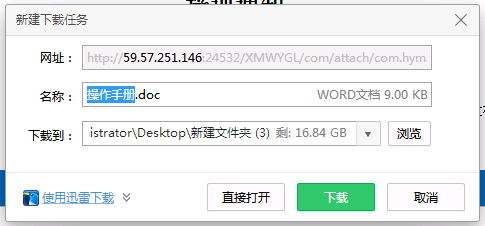 新建下载任务
网址： http://59.57.251.146:24532/XMWYGL/com/attach/com.hym
名称： 操作手册.doc WORD文档 9.00 KB
下载到： istrator\Desktop\新建文件夹 (3) 剩: 16.84 GB 浏览
使用迅雷下载 直接打开 下载 取消